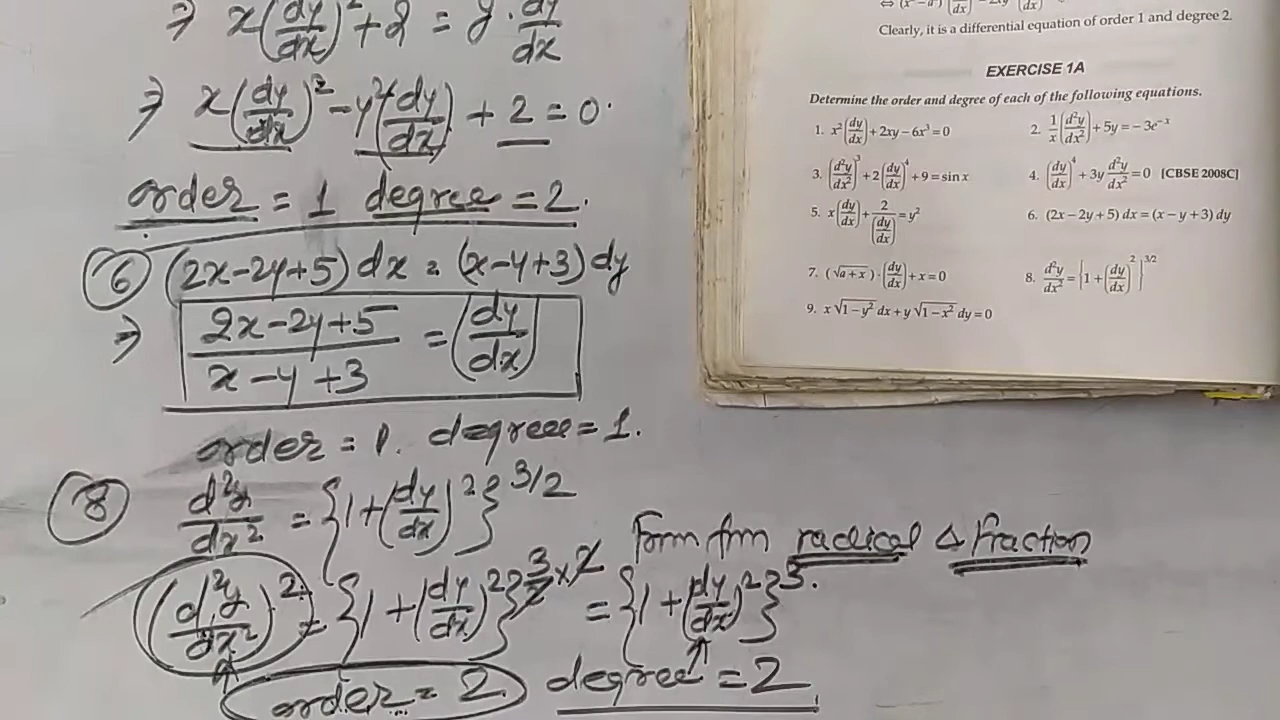 ⇒ x(dy/dx)² + 2 = y² · dy/dx
⇒ x(dy/dx)² - y²(dy/dx) + 2 = 0.
order = 1 degree = 2.
6 (2x-2y+5) dx = (x-y+3) dy
⇒ (2x-2y+5)/(x-y+3) = (dy/dx)
order = 1. degree = 1.
8 d²y/dx² = {1+(dy/dx)²}^3/2
Form frm radical & fraction
(d²y/dx²)² = {1+(dy/dx)²}^3/2×2 = {1+(dy/dx)²}³.
order = 2. degree = 2
Clearly, it is a differential equation of order 1 and degree 2.
EXERCISE 1A
Determine the order and degree of each of the following equations.
1. x²(dy/dx) + 2xy - 6x³ = 0
2. 1/x (d²y/dx²) + 5y = -3e^-x
3. (d²y/dx²)³ + 2(dy/dx)⁴ + 9 = sin x
4. (dy/dx)⁴ + 3y d²y/dx² = 0 [CBSE 2008C]
5. x(dy/dx) + 2/(dy/dx) = y²
6. (2x - 2y + 5) dx = (x - y + 3) dy
7. (√a+x) · (dy/dx) + x = 0
8. d²y/dx² = {1 + (dy/dx)²}^3/2
9. x √1-y² dx + y √1-x² dy = 0